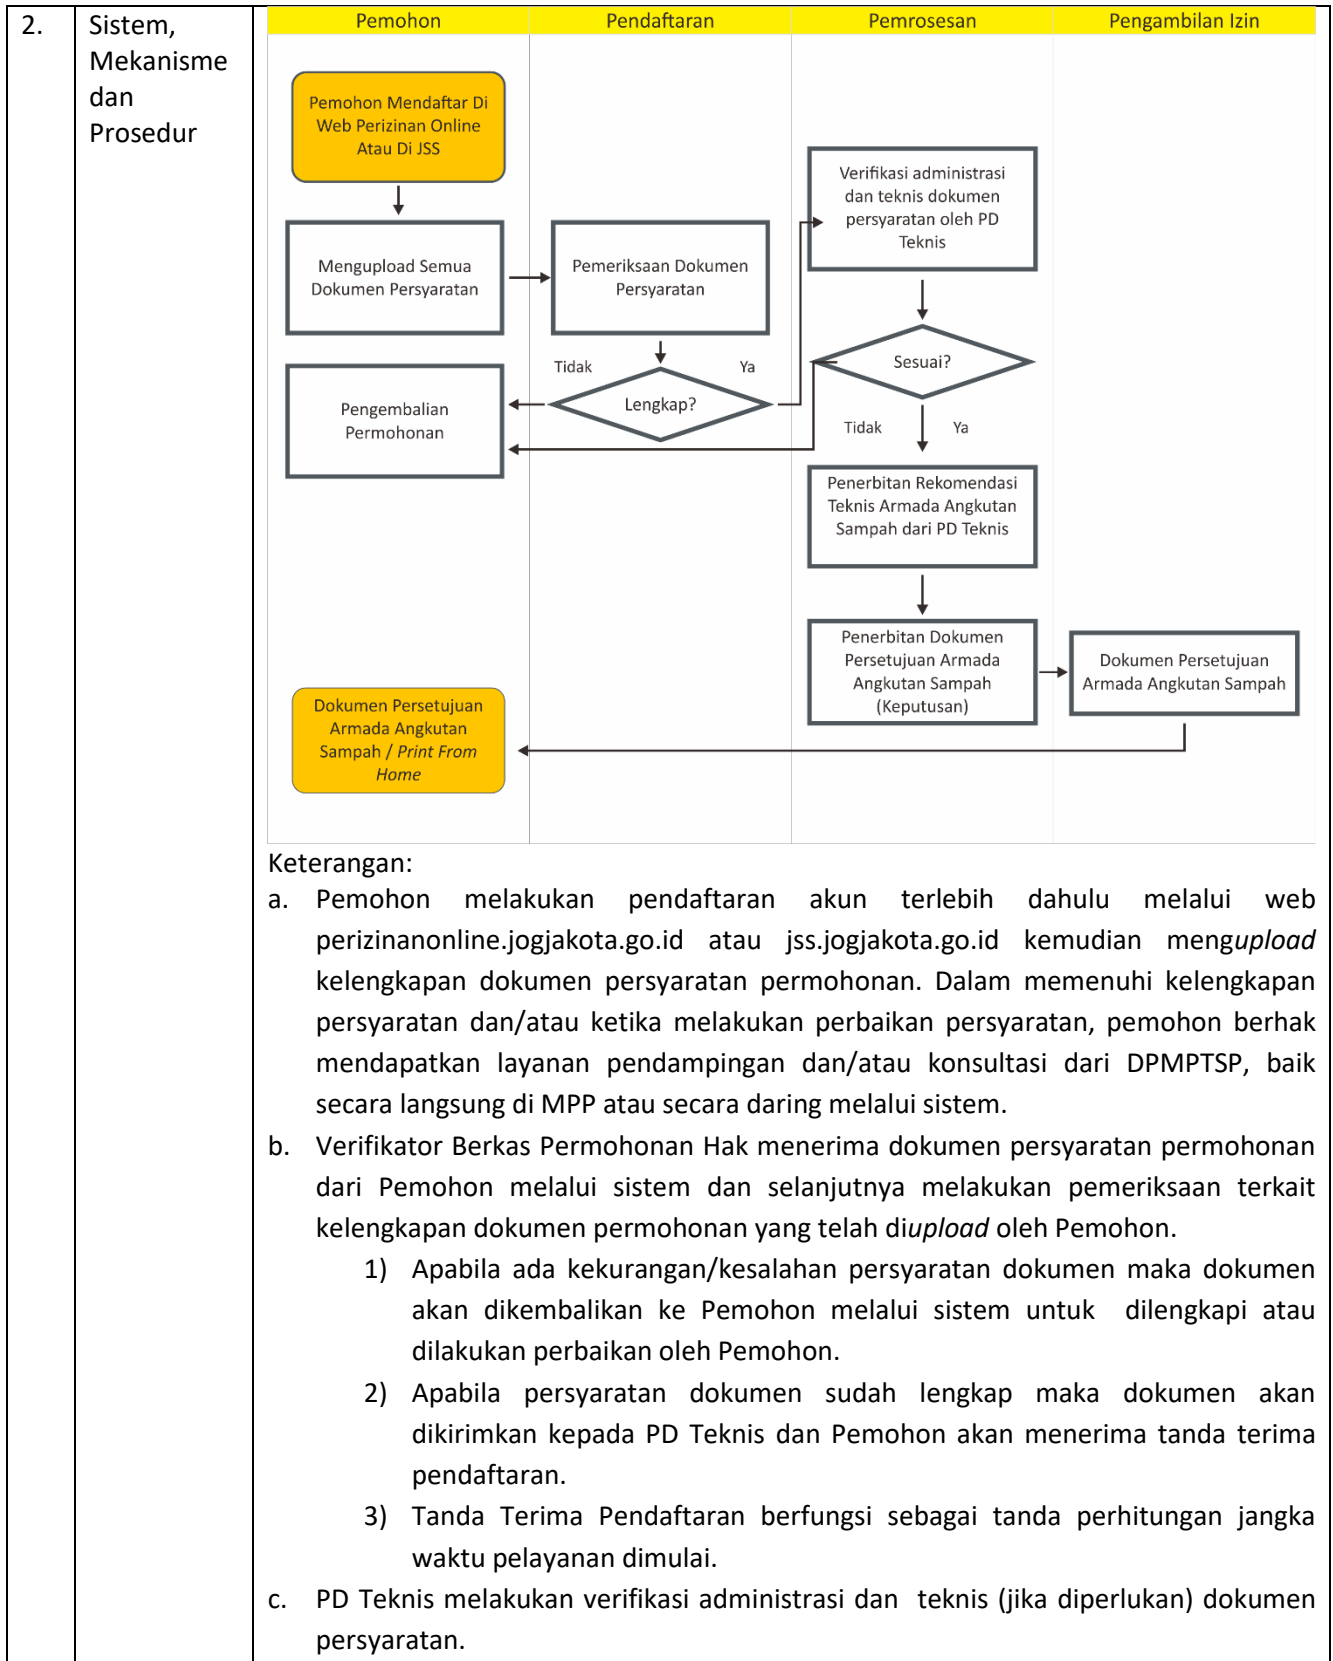 2.
Sistem,
Mekanisme
dan
Prosedur
Pemohon
Pendaftaran
Pemrosesan
Pengambilan Izin
Pemohon Mendaftar Di
Web Perizinan Online
Atau Di JSS
Mengupload Semua
Dokumen Persyaratan
Pemeriksaan Dokumen
Persyaratan
Verifikasi administrasi
dan teknis dokumen
persyaratan oleh PD
Teknis
Tidak
Ya
Lengkap?
Sesuai?
Pengembalian
Permohonan
Tidak
Ya
Penerbitan Rekomendasi
Teknis Armada Angkutan
Sampah dari PD Teknis
Penerbitan Dokumen
Persetujuan Armada
Angkutan Sampah
(Keputusan)
Dokumen Persetujuan
Armada Angkutan Sampah
Dokumen Persetujuan
Armada Angkutan
Sampah / Print From
Home
Keterangan:
a. Pemohon melakukan pendaftaran akun terlebih dahulu melalui web
perizinanonline.jogjakota.go.id atau jss.jogjakota.go.id kemudian mengupload
kelengkapan dokumen persyaratan permohonan. Dalam memenuhi kelengkapan
persyaratan dan/atau ketika melakukan perbaikan persyaratan, pemohon berhak
mendapatkan layanan pendampingan dan/atau konsultasi dari DPMPTSP, baik
secara langsung di MPP atau secara daring melalui sistem.
b. Verifikator Berkas Permohonan Hak menerima dokumen persyaratan permohonan
dari Pemohon melalui sistem dan selanjutnya melakukan pemeriksaan terkait
kelengkapan dokumen permohonan yang telah diupload oleh Pemohon.
1) Apabila ada kekurangan/kesalahan persyaratan dokumen maka dokumen
akan dikembalikan ke Pemohon melalui sistem untuk dilengkapi atau
dilakukan perbaikan oleh Pemohon.
2) Apabila persyaratan dokumen sudah lengkap maka dokumen akan
dikirimkan kepada PD Teknis dan Pemohon akan menerima tanda terima
pendaftaran.
3) Tanda Terima Pendaftaran berfungsi sebagai tanda perhitungan jangka
waktu pelayanan dimulai.
c. PD Teknis melakukan verifikasi administrasi dan teknis (jika diperlukan) dokumen
persyaratan.